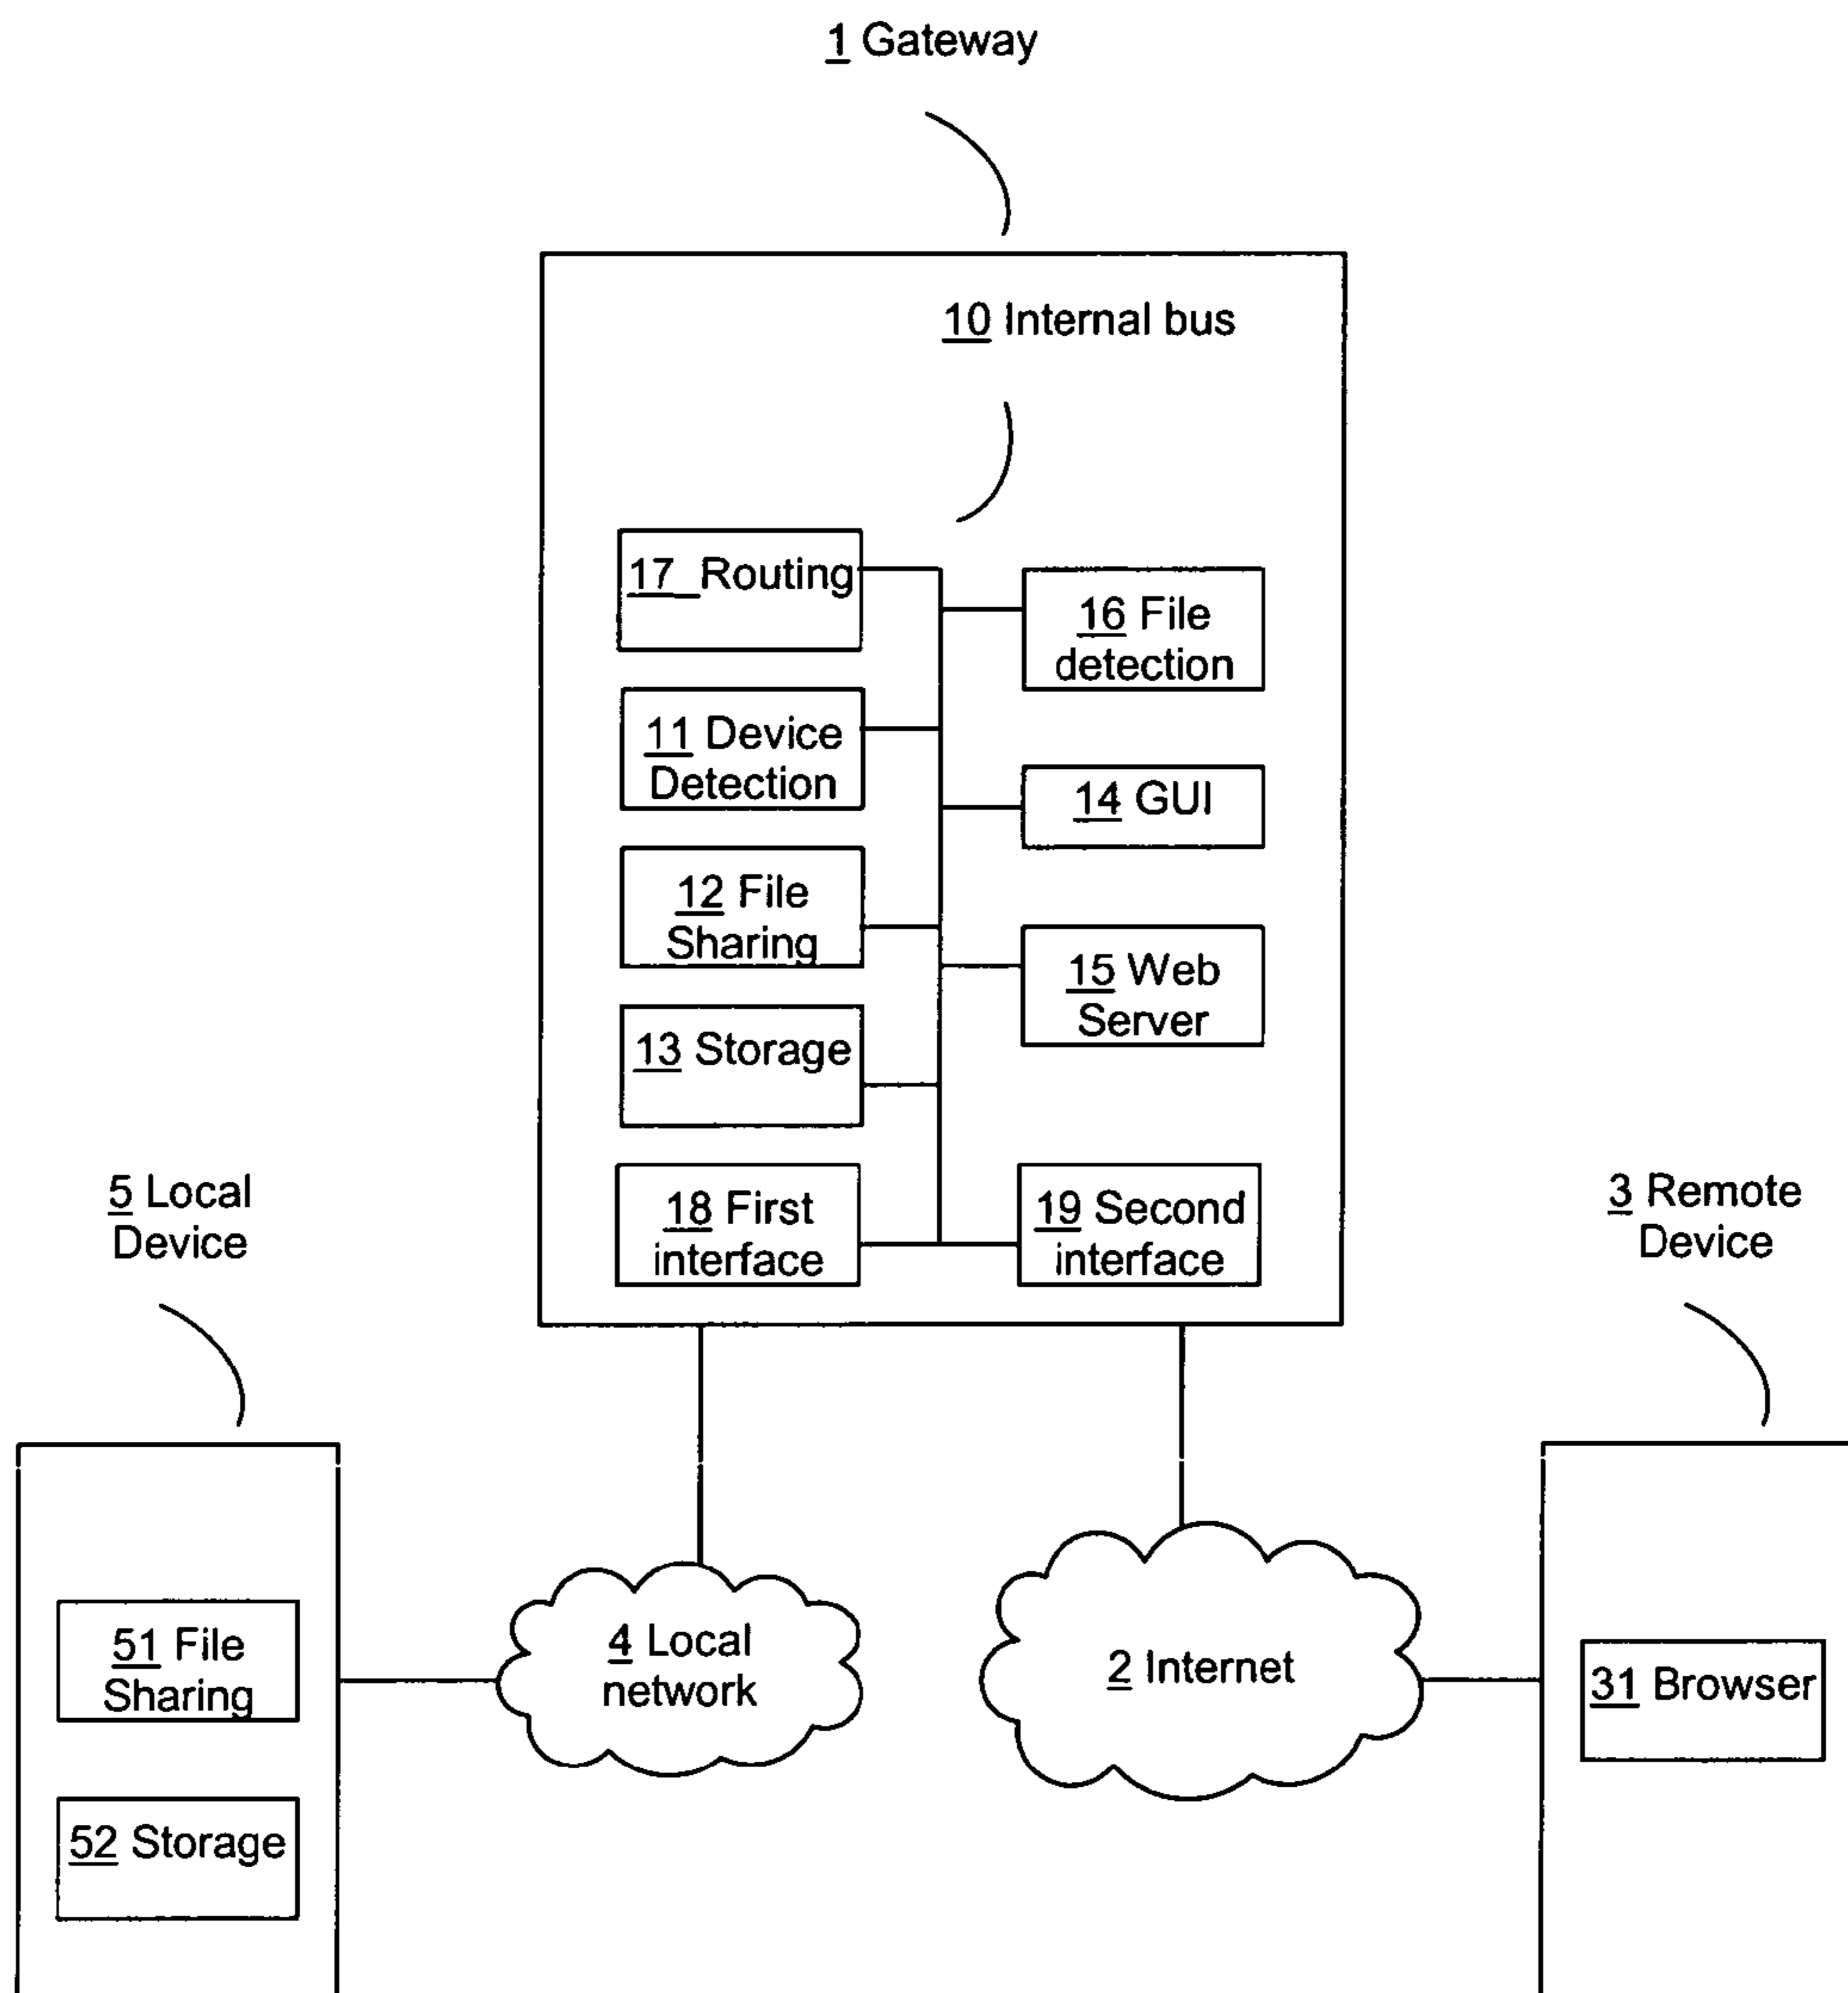 1 Gateway
10 Internal bus
17 Routing
16 File
detection
11 Device
Detection
14 GUI
12 File
Sharing
15 Web
Server
13 Storage
18 First
interface
19 Second
interface
5 Local
Device
3 Remote
Device
51 File
Sharing
52 Storage
4 Local
network
2 Internet
31 Browser